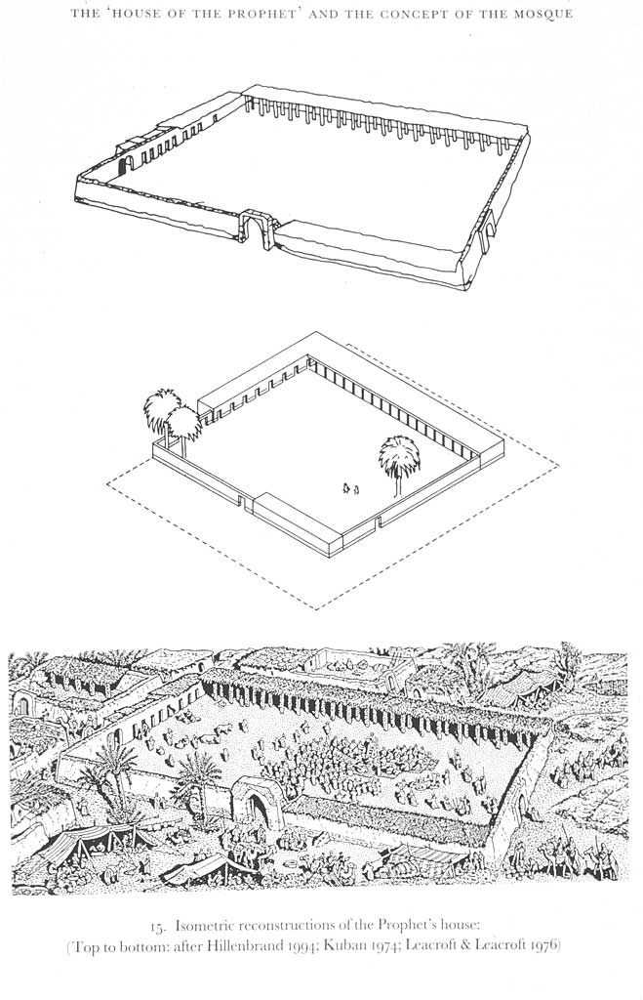 THE ‘HOUSE OF THE PROPHET’ AND THE CONCEPT OF THE MOSQUE
15. Isometric reconstructions of the Prophet’s house:
(Top to bottom: after Hillenbrand 1994; Kuban 1974; Leacroft & Leacroft 1976)